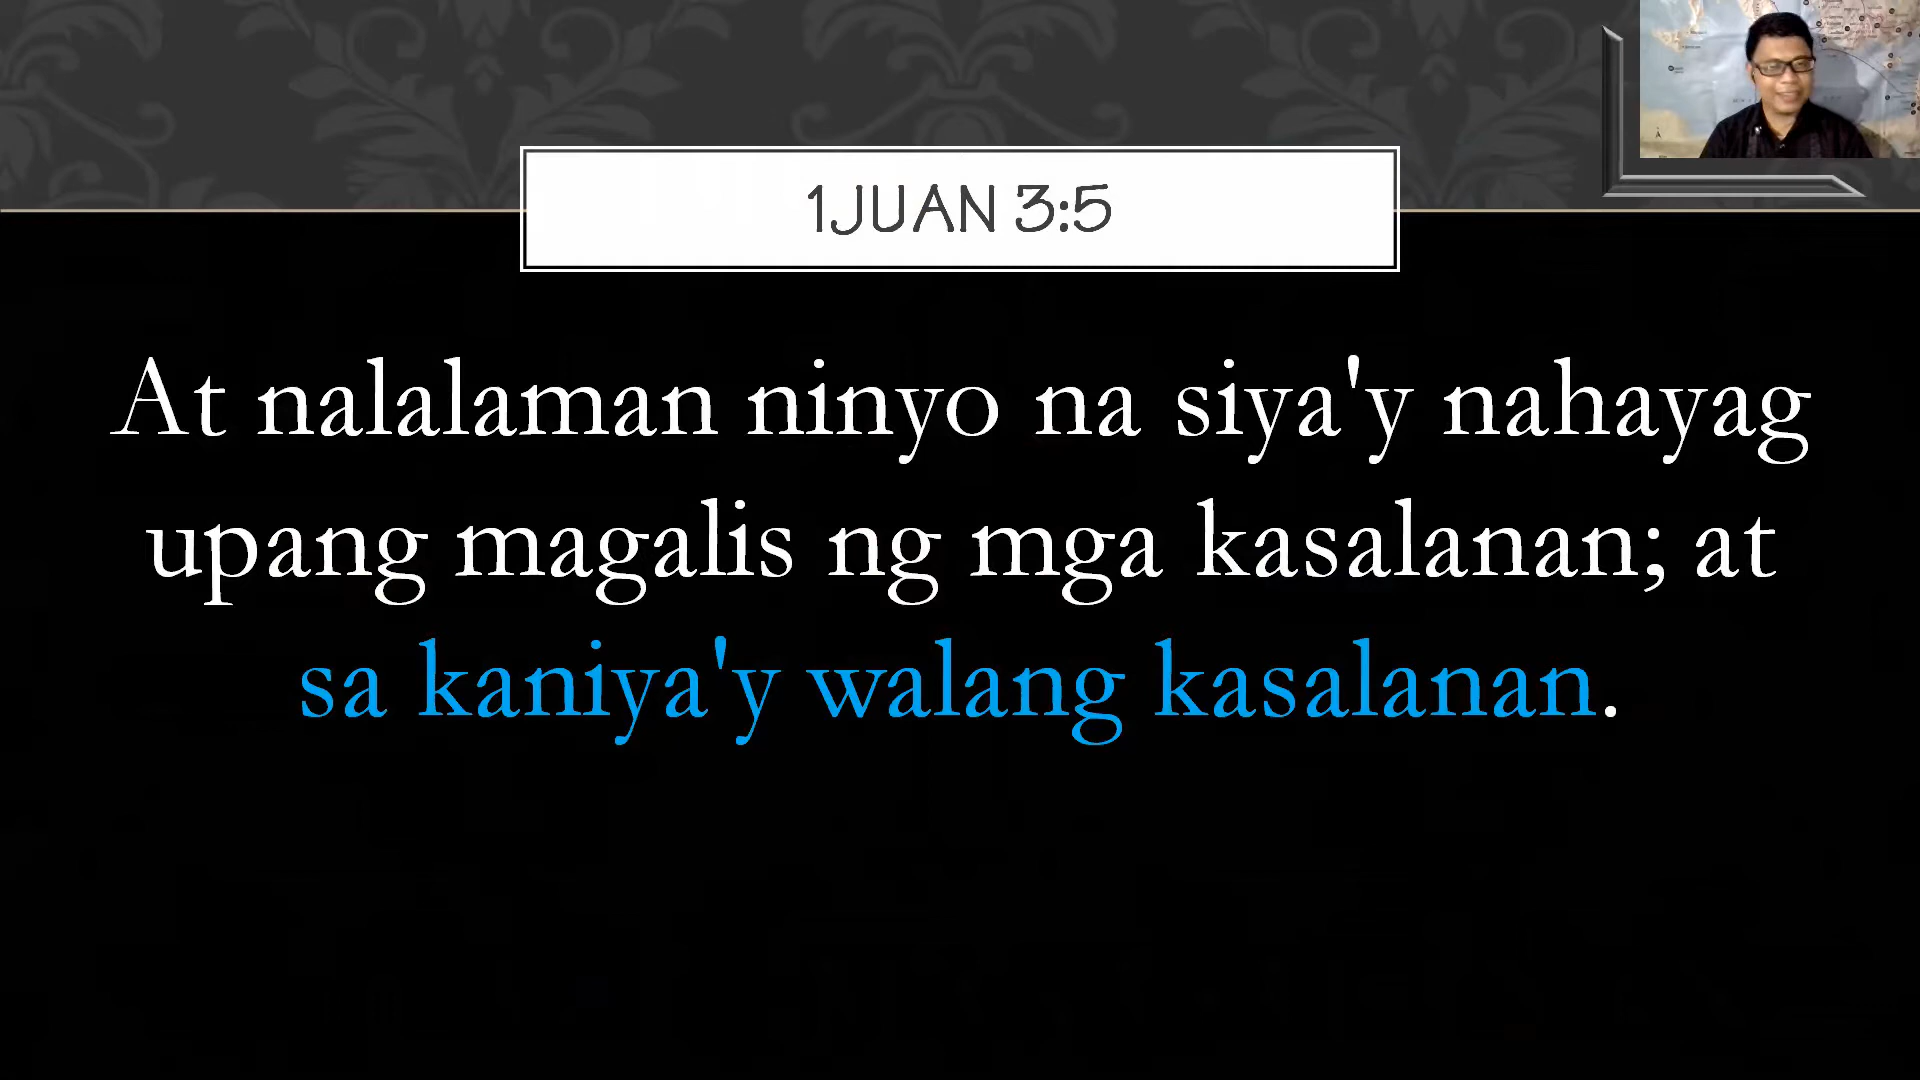 1JUAN 3:5
At nalalaman ninyo na siya'y nahayag
upang magalis ng mga kasalanan; at
sa kaniya'y walang kasalanan.